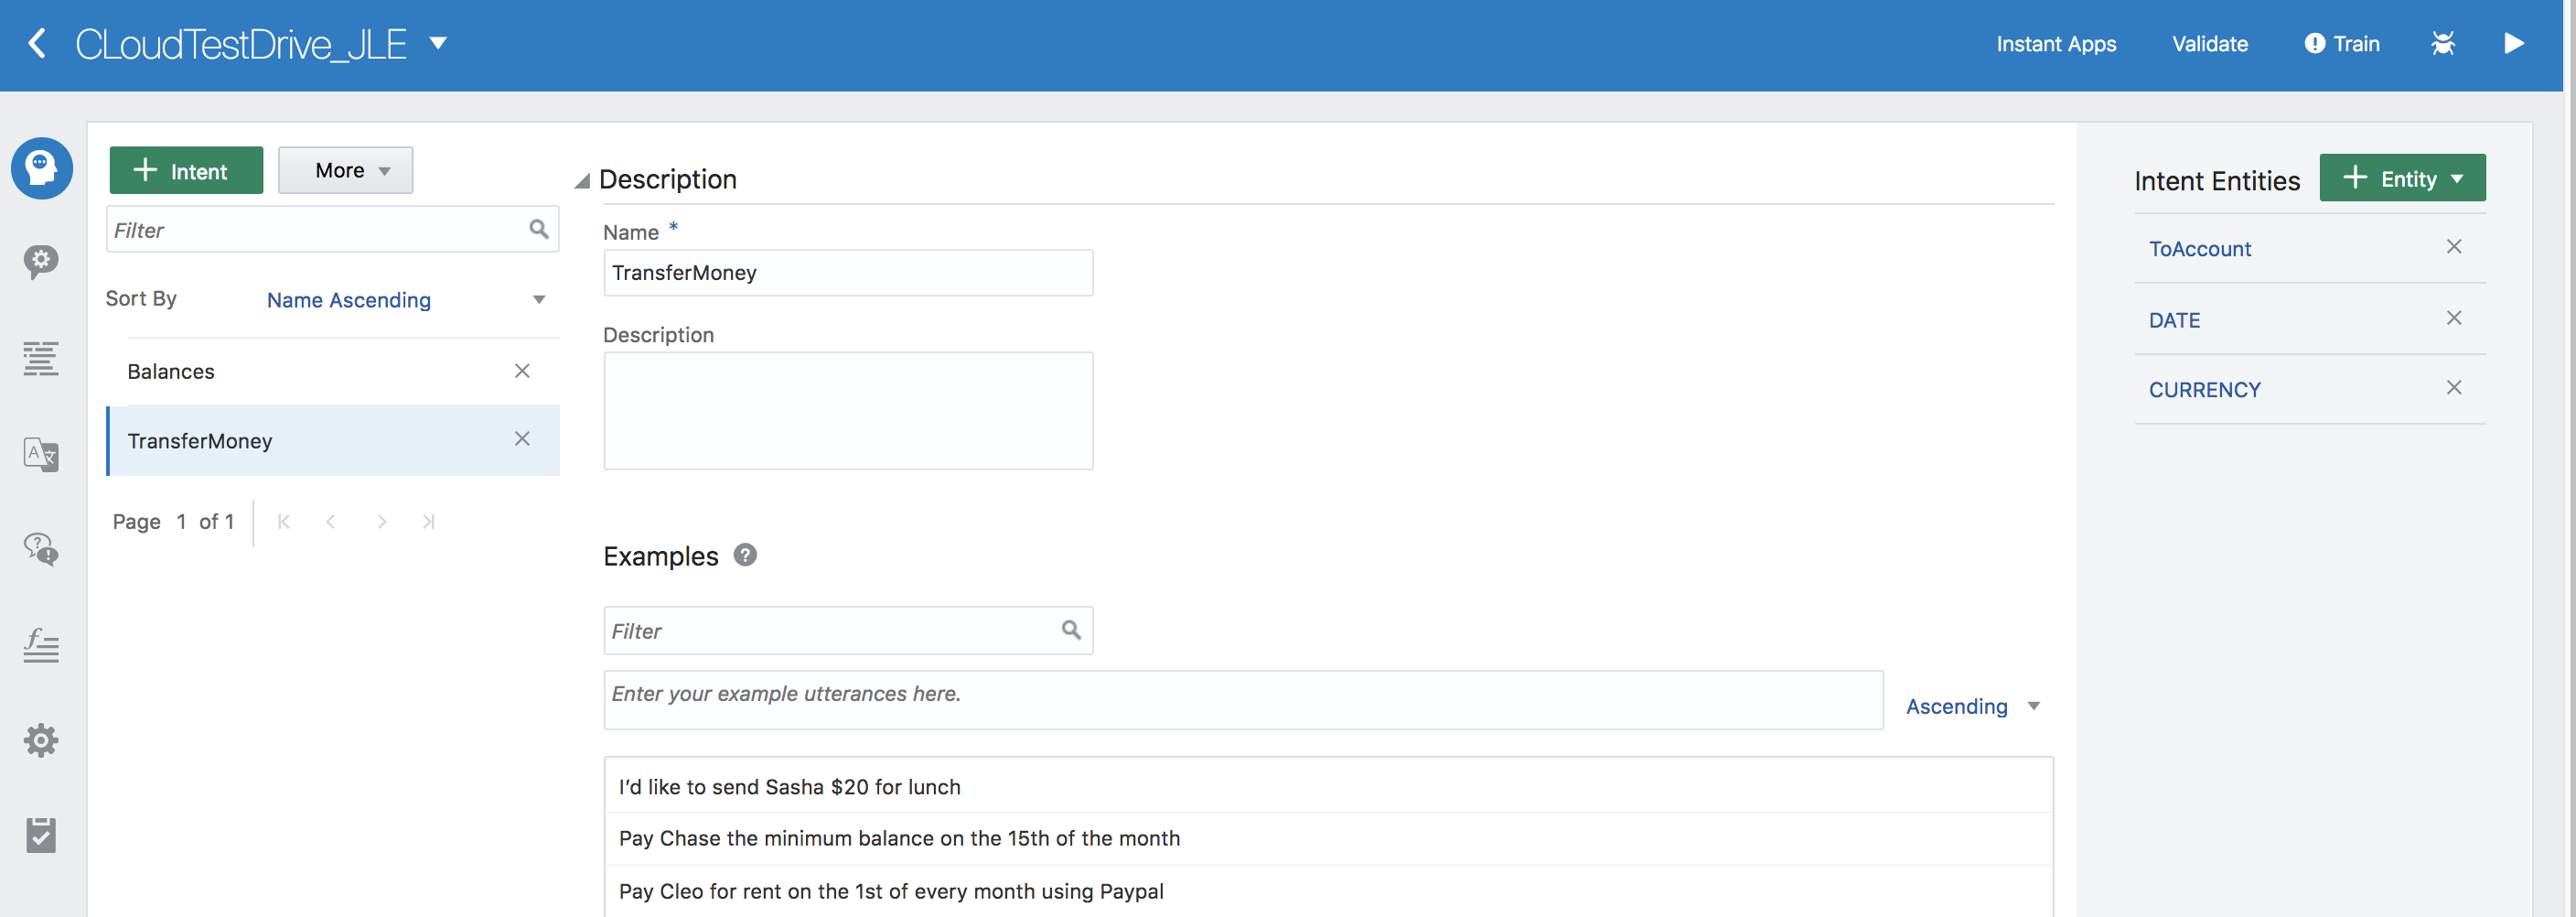 CLoudTestDrive_JLE
Instant Apps Validate Train
Intent More
Filter
Sort By Name Ascending
Balances
TransferMoney
Page 1 of 1
Description
Name *
TransferMoney
Description
Examples
Filter
Enter your example utterances here.
Ascending
I'd like to send Sasha $20 for lunch
Pay Chase the minimum balance on the 15th of the month
Pay Cleo for rent on the 1st of every month using Paypal
Intent Entities Entity
ToAccount
DATE
CURRENCY